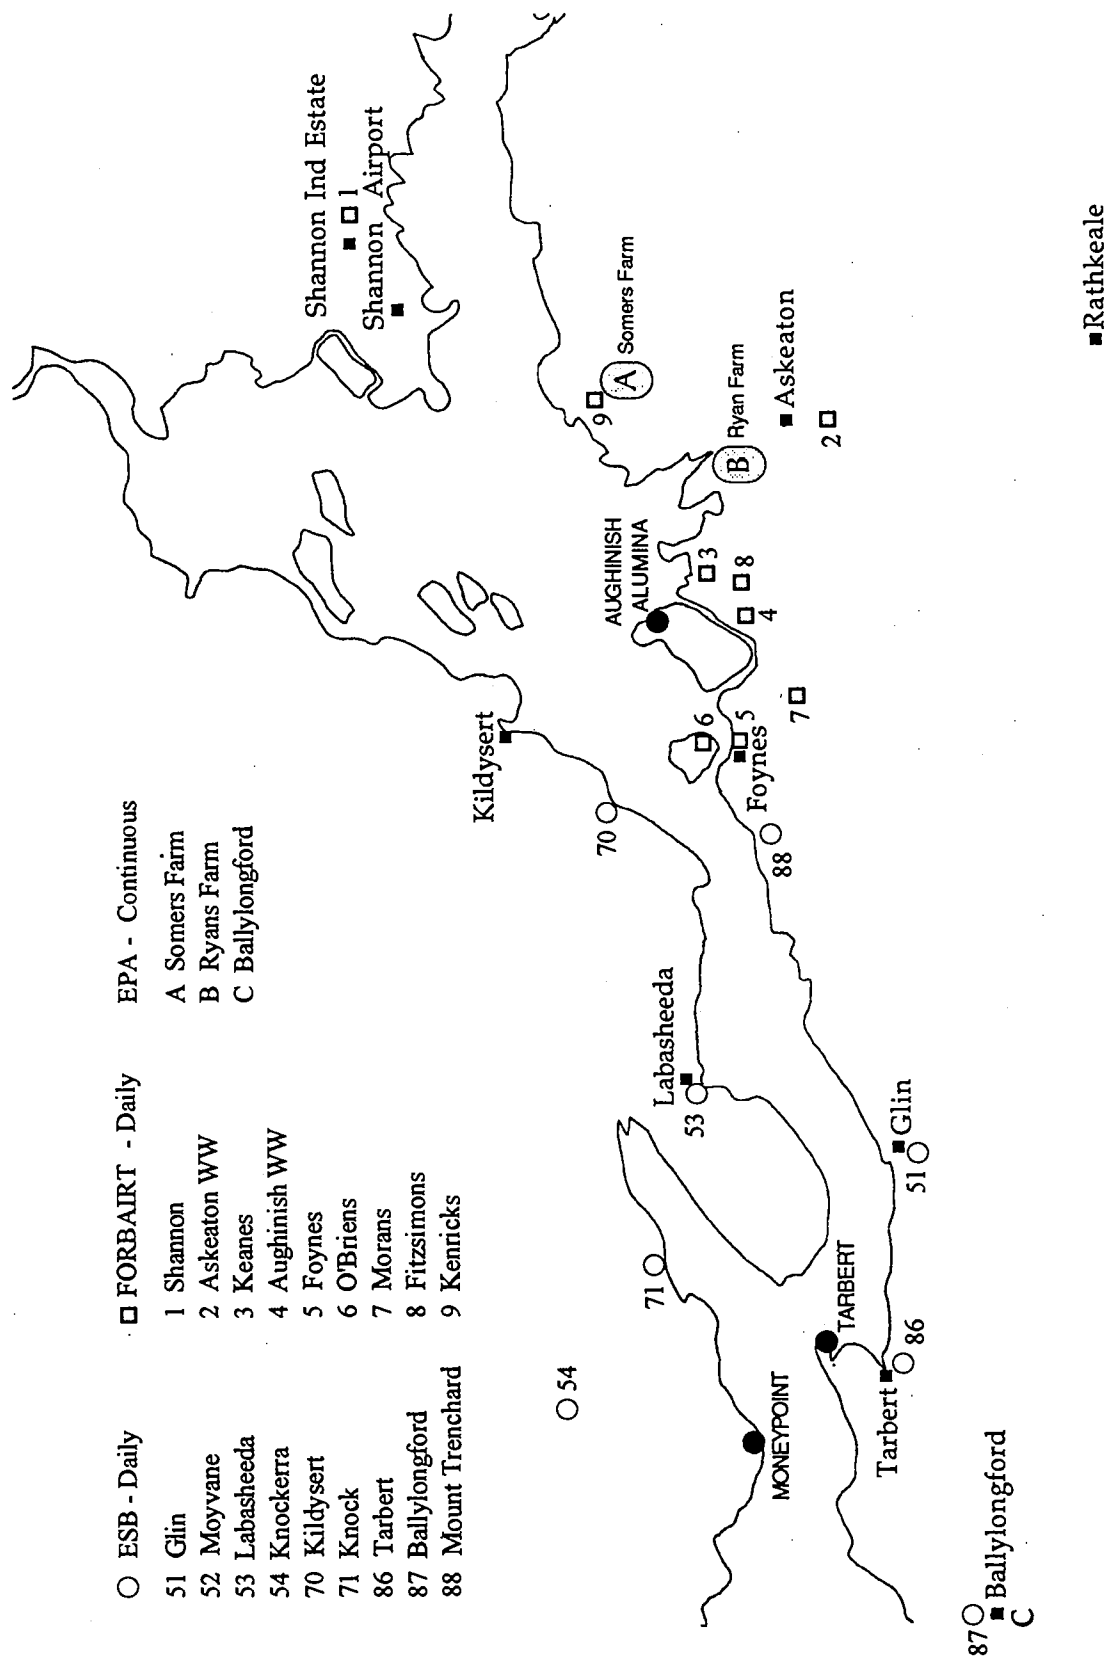 ○ ESB - Daily
51 Glin
52 Moyvane
53 Labasheeda
54 Knockerra
70 Kildysert
71 Knock
86 Tarbert
87 Ballylongford
88 Mount Trenchard
□ FORBAIRT - Daily
1 Shannon
2 Askeaton WW
3 Keanes
4 Aughinish WW
5 Foynes
6 O'Briens
7 Morans
8 Fitzsimons
9 Kenricks
EPA - Continuous
A Somers Farm
B Ryans Farm
C Ballylongford
Shannon Ind Estate
1
Shannon Airport
Kildysert
70
9
A
Somers Farm
AUGHINISH
ALUMINA
B
Ryan Farm
Askeaton
2
3
8
4
7
6
5
Foynes
88
Labasheeda
53
71
54
MONEYPOINT
TARBERT
Tarbert
86
Glin
51
87
Ballylongford
C
Rathkeale